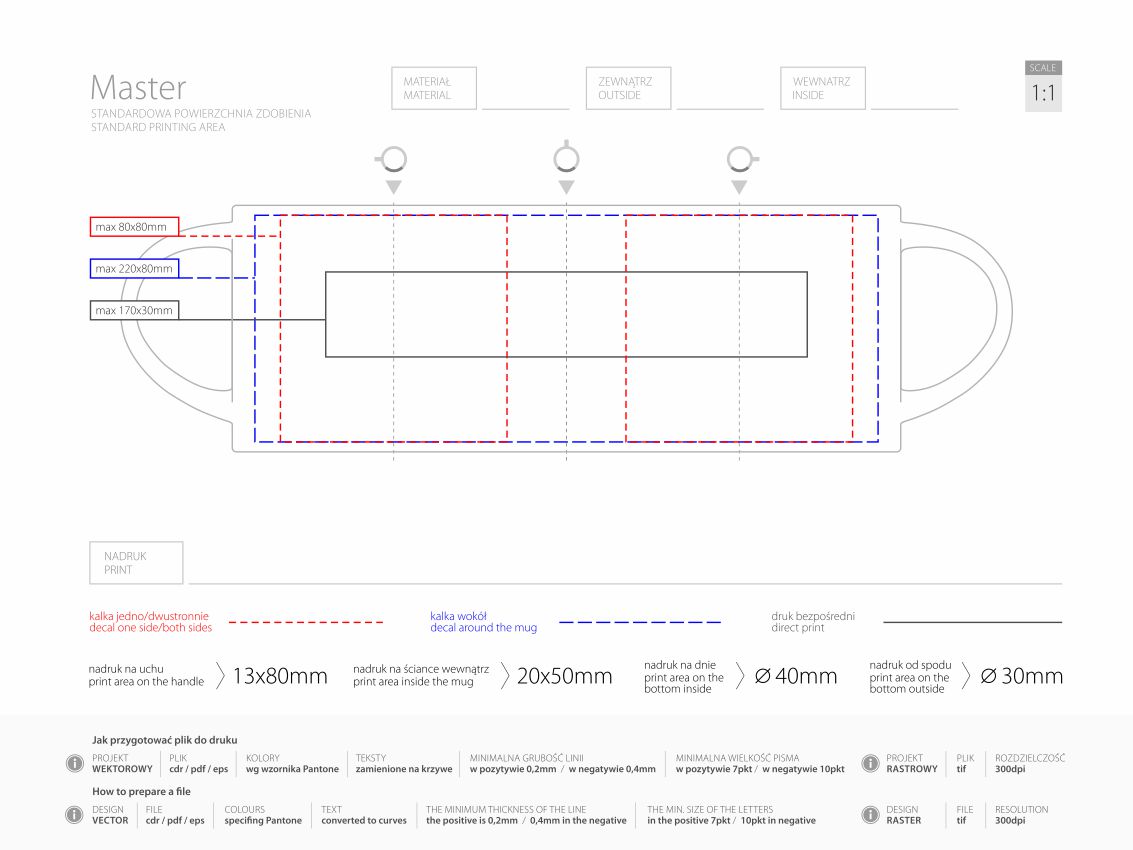 Master
STANDARDOWA POWIERZCHNIA ZDOBIENIA
STANDARD PRINTING AREA
MATERIAŁ
MATERIAL
ZEWNĄTRZ
OUTSIDE
WEWNATRZ
INSIDE
SCALE
1:1
max 80x80mm
max 220x80mm
max 170x30mm
NADRUK
PRINT
kalka jedno/dwustronnie
decal one side/both sides
kalka wokół
decal around the mug
druk bezpośredni
direct print
nadruk na uchu
print area on the handle
13x80mm
nadruk na ściance wewnątrz
print area inside the mug
20x50mm
nadruk na dnie
print area on the
bottom inside
Ø 40mm
nadruk od spodu
print area on the
bottom outside
Ø 30mm
Jak przygotować plik do druku
PROJEKT
WEKTOROWY
PLIK
cdr / pdf / eps
KOLORY
wg wzornika Pantone
TEKSTY
zamienione na krzywe
MINIMALNA GRUBOŚĆ LINII
w pozytywie 0,2mm / w negatywie 0,4mm
MINIMALNA WIELKOŚĆ PISMA
w pozytywie 7pkt / w negatywie 10pkt
PROJEKT
RASTROWY
PLIK
tif
ROZDZIELCZOŚĆ
300dpi
How to prepare a file
DESIGN
VECTOR
FILE
cdr / pdf / eps
COLOURS
specifing Pantone
TEXT
converted to curves
THE MINIMUM THICKNESS OF THE LINE
the positive is 0,2mm / 0,4mm in the negative
THE MIN. SIZE OF THE LETTERS
in the positive 7pkt / 10pkt in negative
DESIGN
RASTER
FILE
tif
RESOLUTION
300dpi